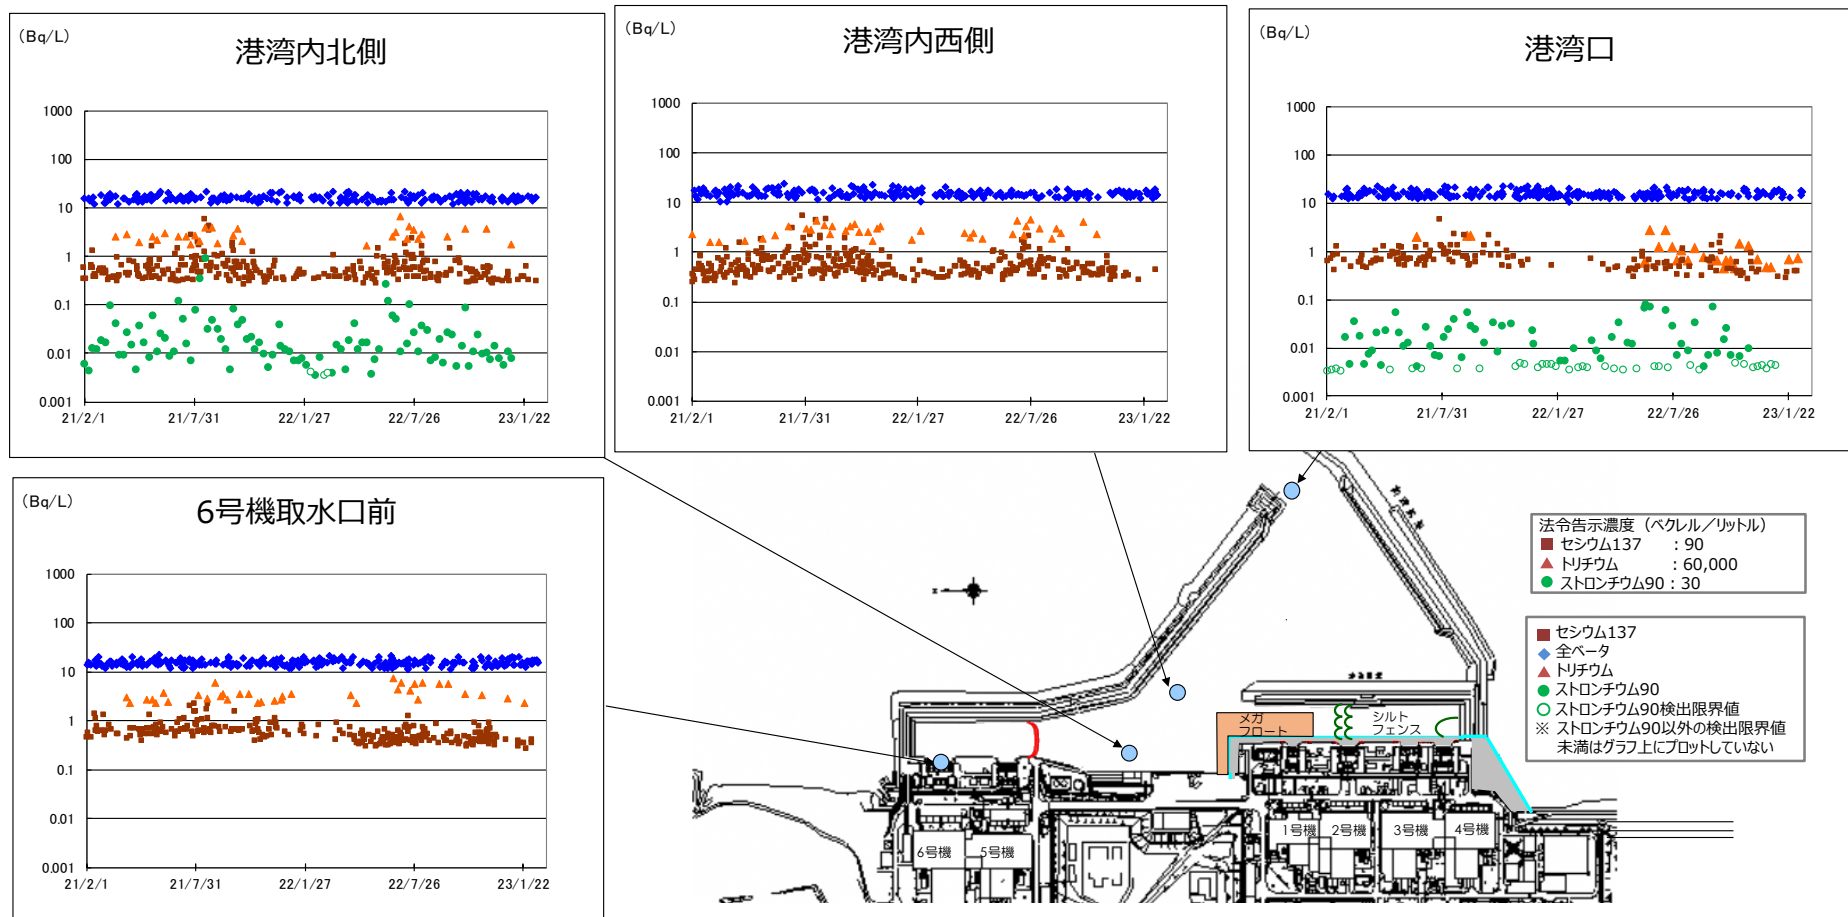 (Bq/L)
港湾内北側
1000
100
10
1
0.1
0.01
0.001
21/2/1
21/7/31
22/1/27
22/7/26
23/1/22
(Bq/L)
港湾内西側
1000
100
10
1
0.1
0.01
0.001
21/2/1
21/7/31
22/1/27
22/7/26
23/1/22
(Bq/L)
港湾口
1000
100
10
1
0.1
0.01
0.001
21/2/1
21/7/31
22/1/27
22/7/26
23/1/22
(Bq/L)
6号機取水口前
1000
100
10
1
0.1
0.01
0.001
21/2/1
21/7/31
22/1/27
22/7/26
23/1/22
法令告示濃度（ベクレル／リットル）
セシウム137 : 90
トリチウム : 60,000
ストロンチウム90 : 30
セシウム137
全ベータ
トリチウム
ストロンチウム90
ストロンチウム90検出限界値
※ ストロンチウム90以外の検出限界値
未満はグラフ上にプロットしていない
メガ
フロート
シルト
フェンス
6号機
5号機
1号機
2号機
3号機
4号機